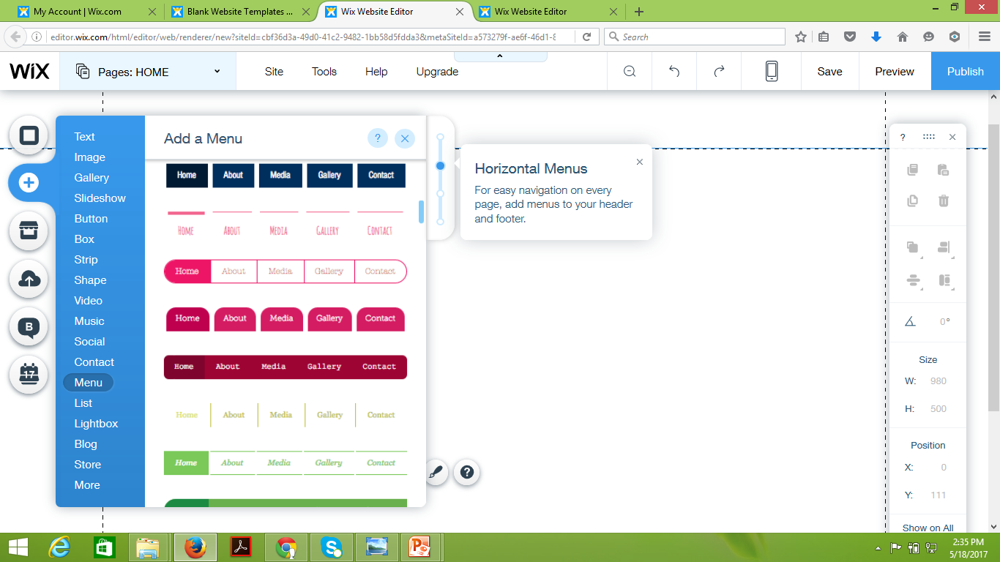 My Account | Wix.com
Blank Website Templates ...
Wix Website Editor
Wix Website Editor
editor.wix.com/html/editor/web/renderer/new?siteId=cbf36d3a-49d0-41c2-9482-1bb58d5fdda3&metaSiteId=a573279f-ae6f-46d1-8
Search
WiX
Pages: HOME
Site
Tools
Help
Upgrade
Save
Preview
Publish
Text
Image
Gallery
Slideshow
Button
Box
Strip
Shape
Video
Music
Social
Contact
Menu
List
Lightbox
Blog
Store
More
B
17
Add a Menu
?
Home About Media Gallery Contact
Home About Media Gallery Contact
Home About Media Gallery Contact
Home About Media Gallery Contact
Home About Media Gallery Contact
Home About Media Gallery Contact
Home About Media Gallery Contact
Horizontal Menus
For easy navigation on every
page, add menus to your header
and footer.
?
?
0°
Size
W: 980
H: 500
Position
X: 0
Y: 111
Show on All
2:35 PM
5/18/2017